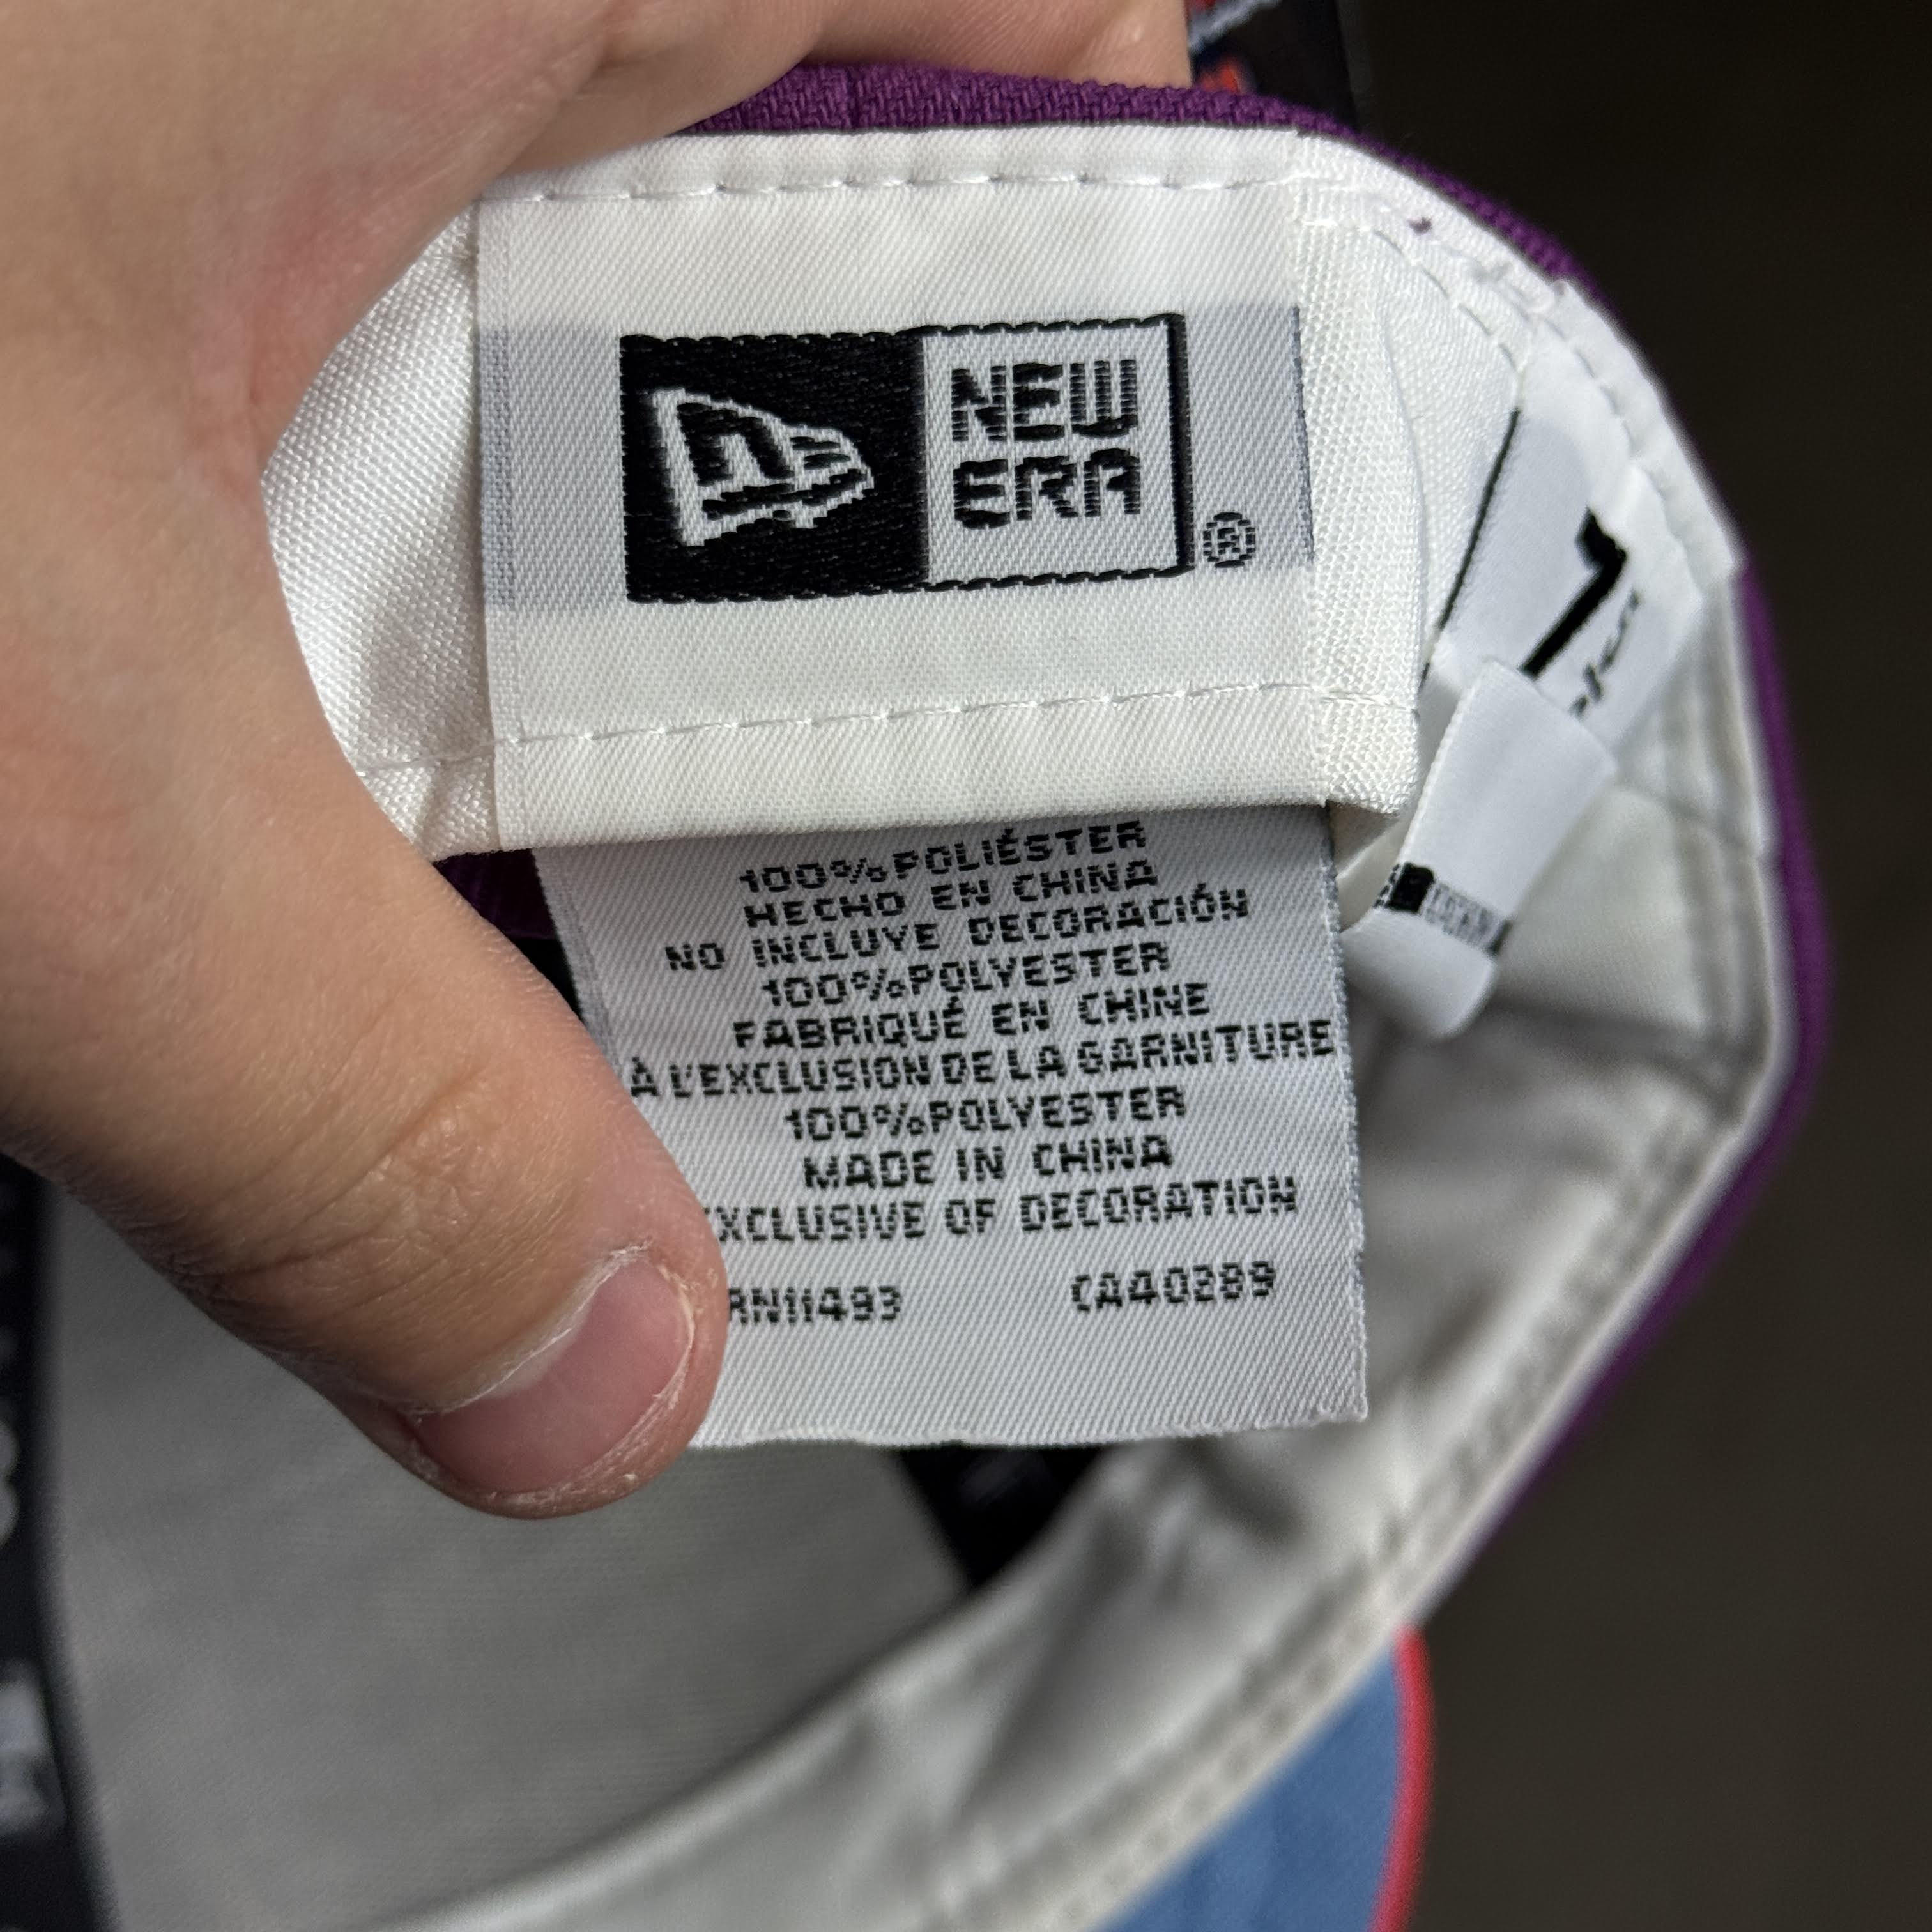 NEW
ERA
®
100% POLIÉSTER
HECHO EN CHINA
NO INCLUYE DECORACIÓN
100% POLYESTER
FABRIQUÉ EN CHINE
À L'EXCLUSION DE LA GARNITURE
100% POLYESTER
MADE IN CHINA
EXCLUSIVE OF DECORATION
RN11493 CA40289